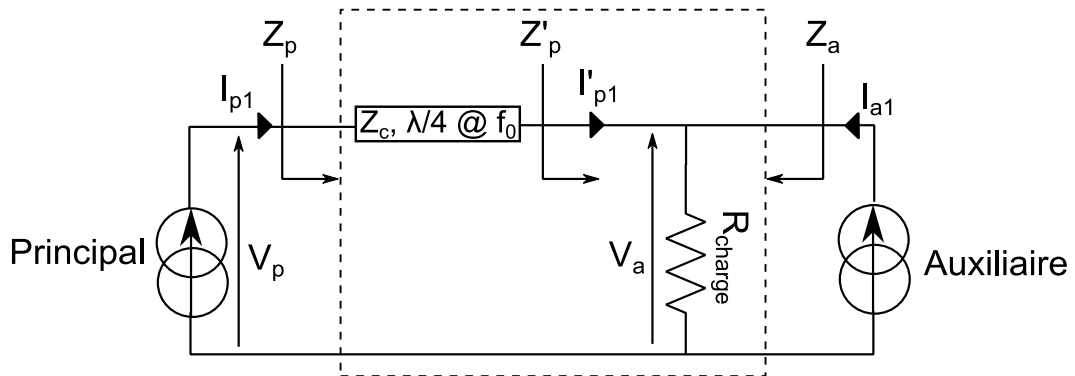 Zp
Z'p
Za
Ip1
I'p1
Ia1
Zc, λ/4 @ f0
Principal
Vp
Va
Rcharge
Auxiliaire